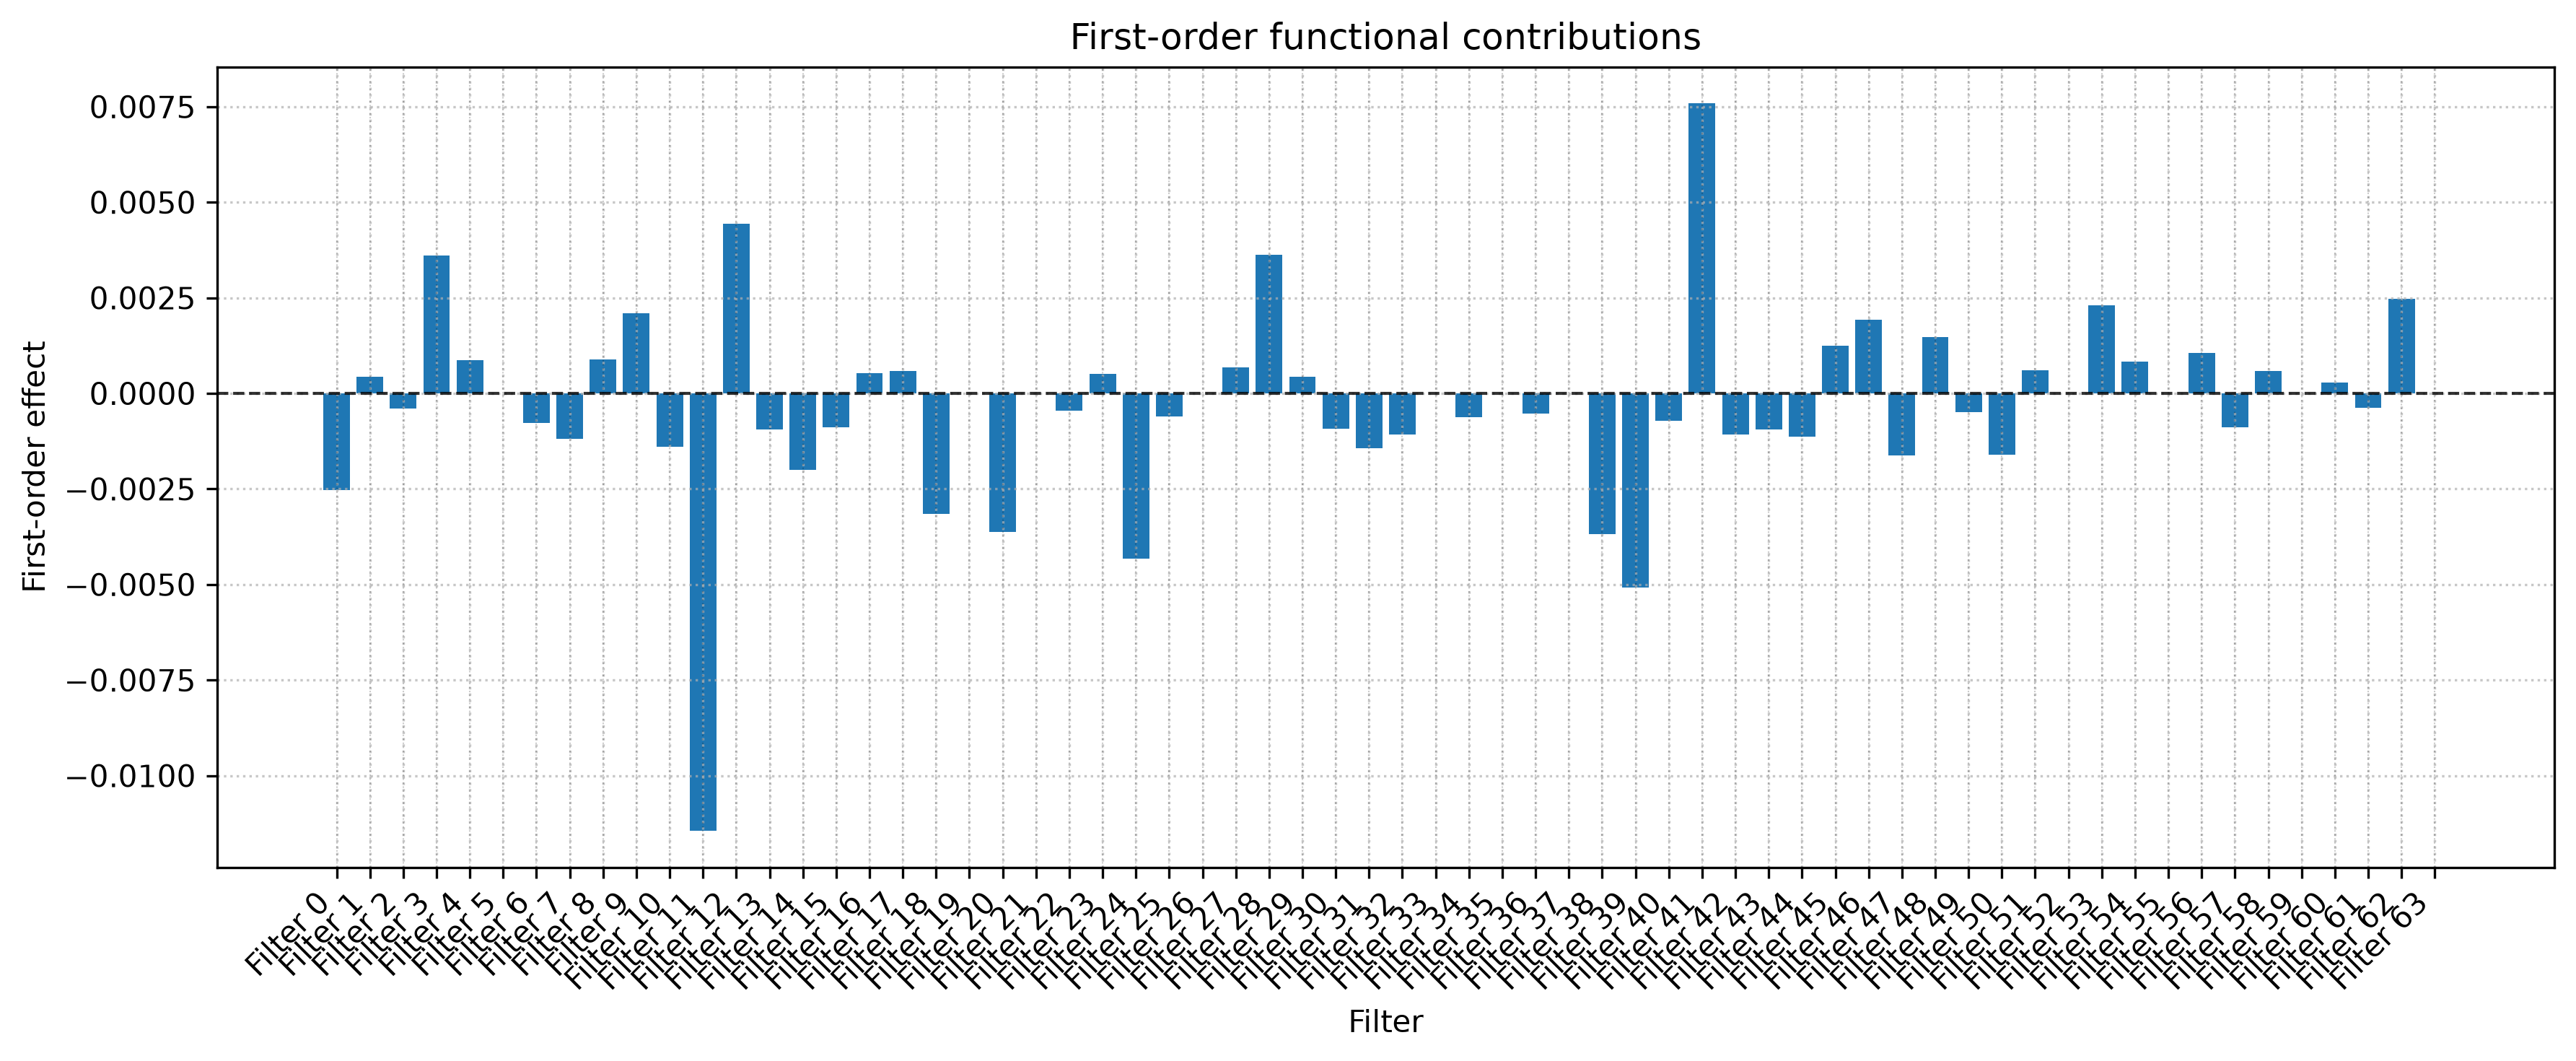 First-order functional contributions
First-order effect
0.0075
0.0050
0.0025
0.0000
−0.0025
−0.0050
−0.0075
−0.0100
Filter 0
Filter 1
Filter 2
Filter 3
Filter 4
Filter 5
Filter 6
Filter 7
Filter 8
Filter 9
Filter 10
Filter 11
Filter 12
Filter 13
Filter 14
Filter 15
Filter 16
Filter 17
Filter 18
Filter 19
Filter 20
Filter 21
Filter 22
Filter 23
Filter 24
Filter 25
Filter 26
Filter 27
Filter 28
Filter 29
Filter 30
Filter 31
Filter 32
Filter 33
Filter 34
Filter 35
Filter 36
Filter 37
Filter 38
Filter 39
Filter 40
Filter 41
Filter 42
Filter 43
Filter 44
Filter 45
Filter 46
Filter 47
Filter 48
Filter 49
Filter 50
Filter 51
Filter 52
Filter 53
Filter 54
Filter 55
Filter 56
Filter 57
Filter 58
Filter 59
Filter 60
Filter 61
Filter 62
Filter 63
Filter